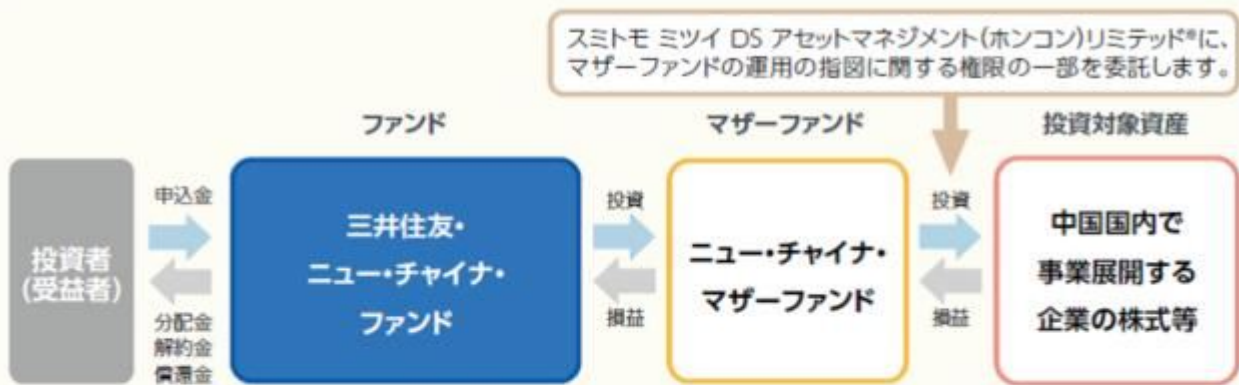 スミトモ ミツイ DS アセットマネジメント(ホンコン)リミテッド※に、
マザーファンドの運用の指図に関する権限の一部を委託します。
ファンド
マザーファンド
投資対象資産
投資者
(受益者)
申込金
分配金
解約金
償還金
三井住友・
ニュー・チャイナ・
ファンド
投資
損益
ニュー・チャイナ・
マザーファンド
投資
損益
中国国内で
事業展開する
企業の株式等